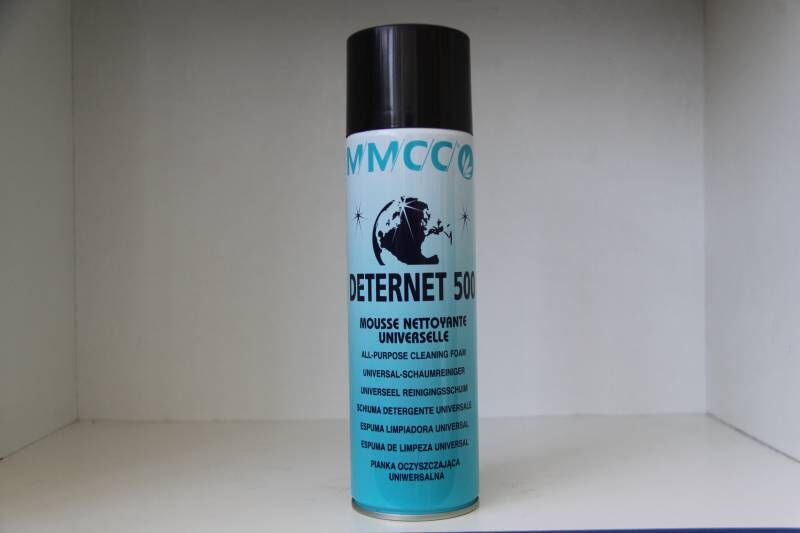 MMCC
DETERNET 500
MOUSSE NETTOYANTE
UNIVERSELLE
ALL-PURPOSE CLEANING FOAM
UNIVERSAL-SCHAUMREINIGER
UNIVERSEEL REINIGINGSSCHUIM
SCHIUMA DETERGENTE UNIVERSALE
ESPUMA LIMPIADORA UNIVERSAL
ESPUMA DE LIMPEZA UNIVERSAL
PIANKA OCZYSZCZAJĄCA
UNIWERSALNA